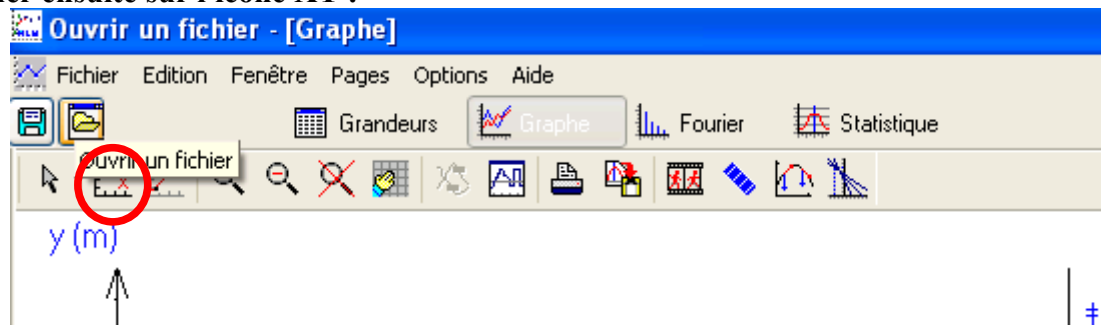 Ouvrir un fichier - [Graphe]
Fichier Edition Fenêtre Pages Options Aide
Grandeurs Graphe Fourier Statistique
Ouvrir un fichier
y (m)